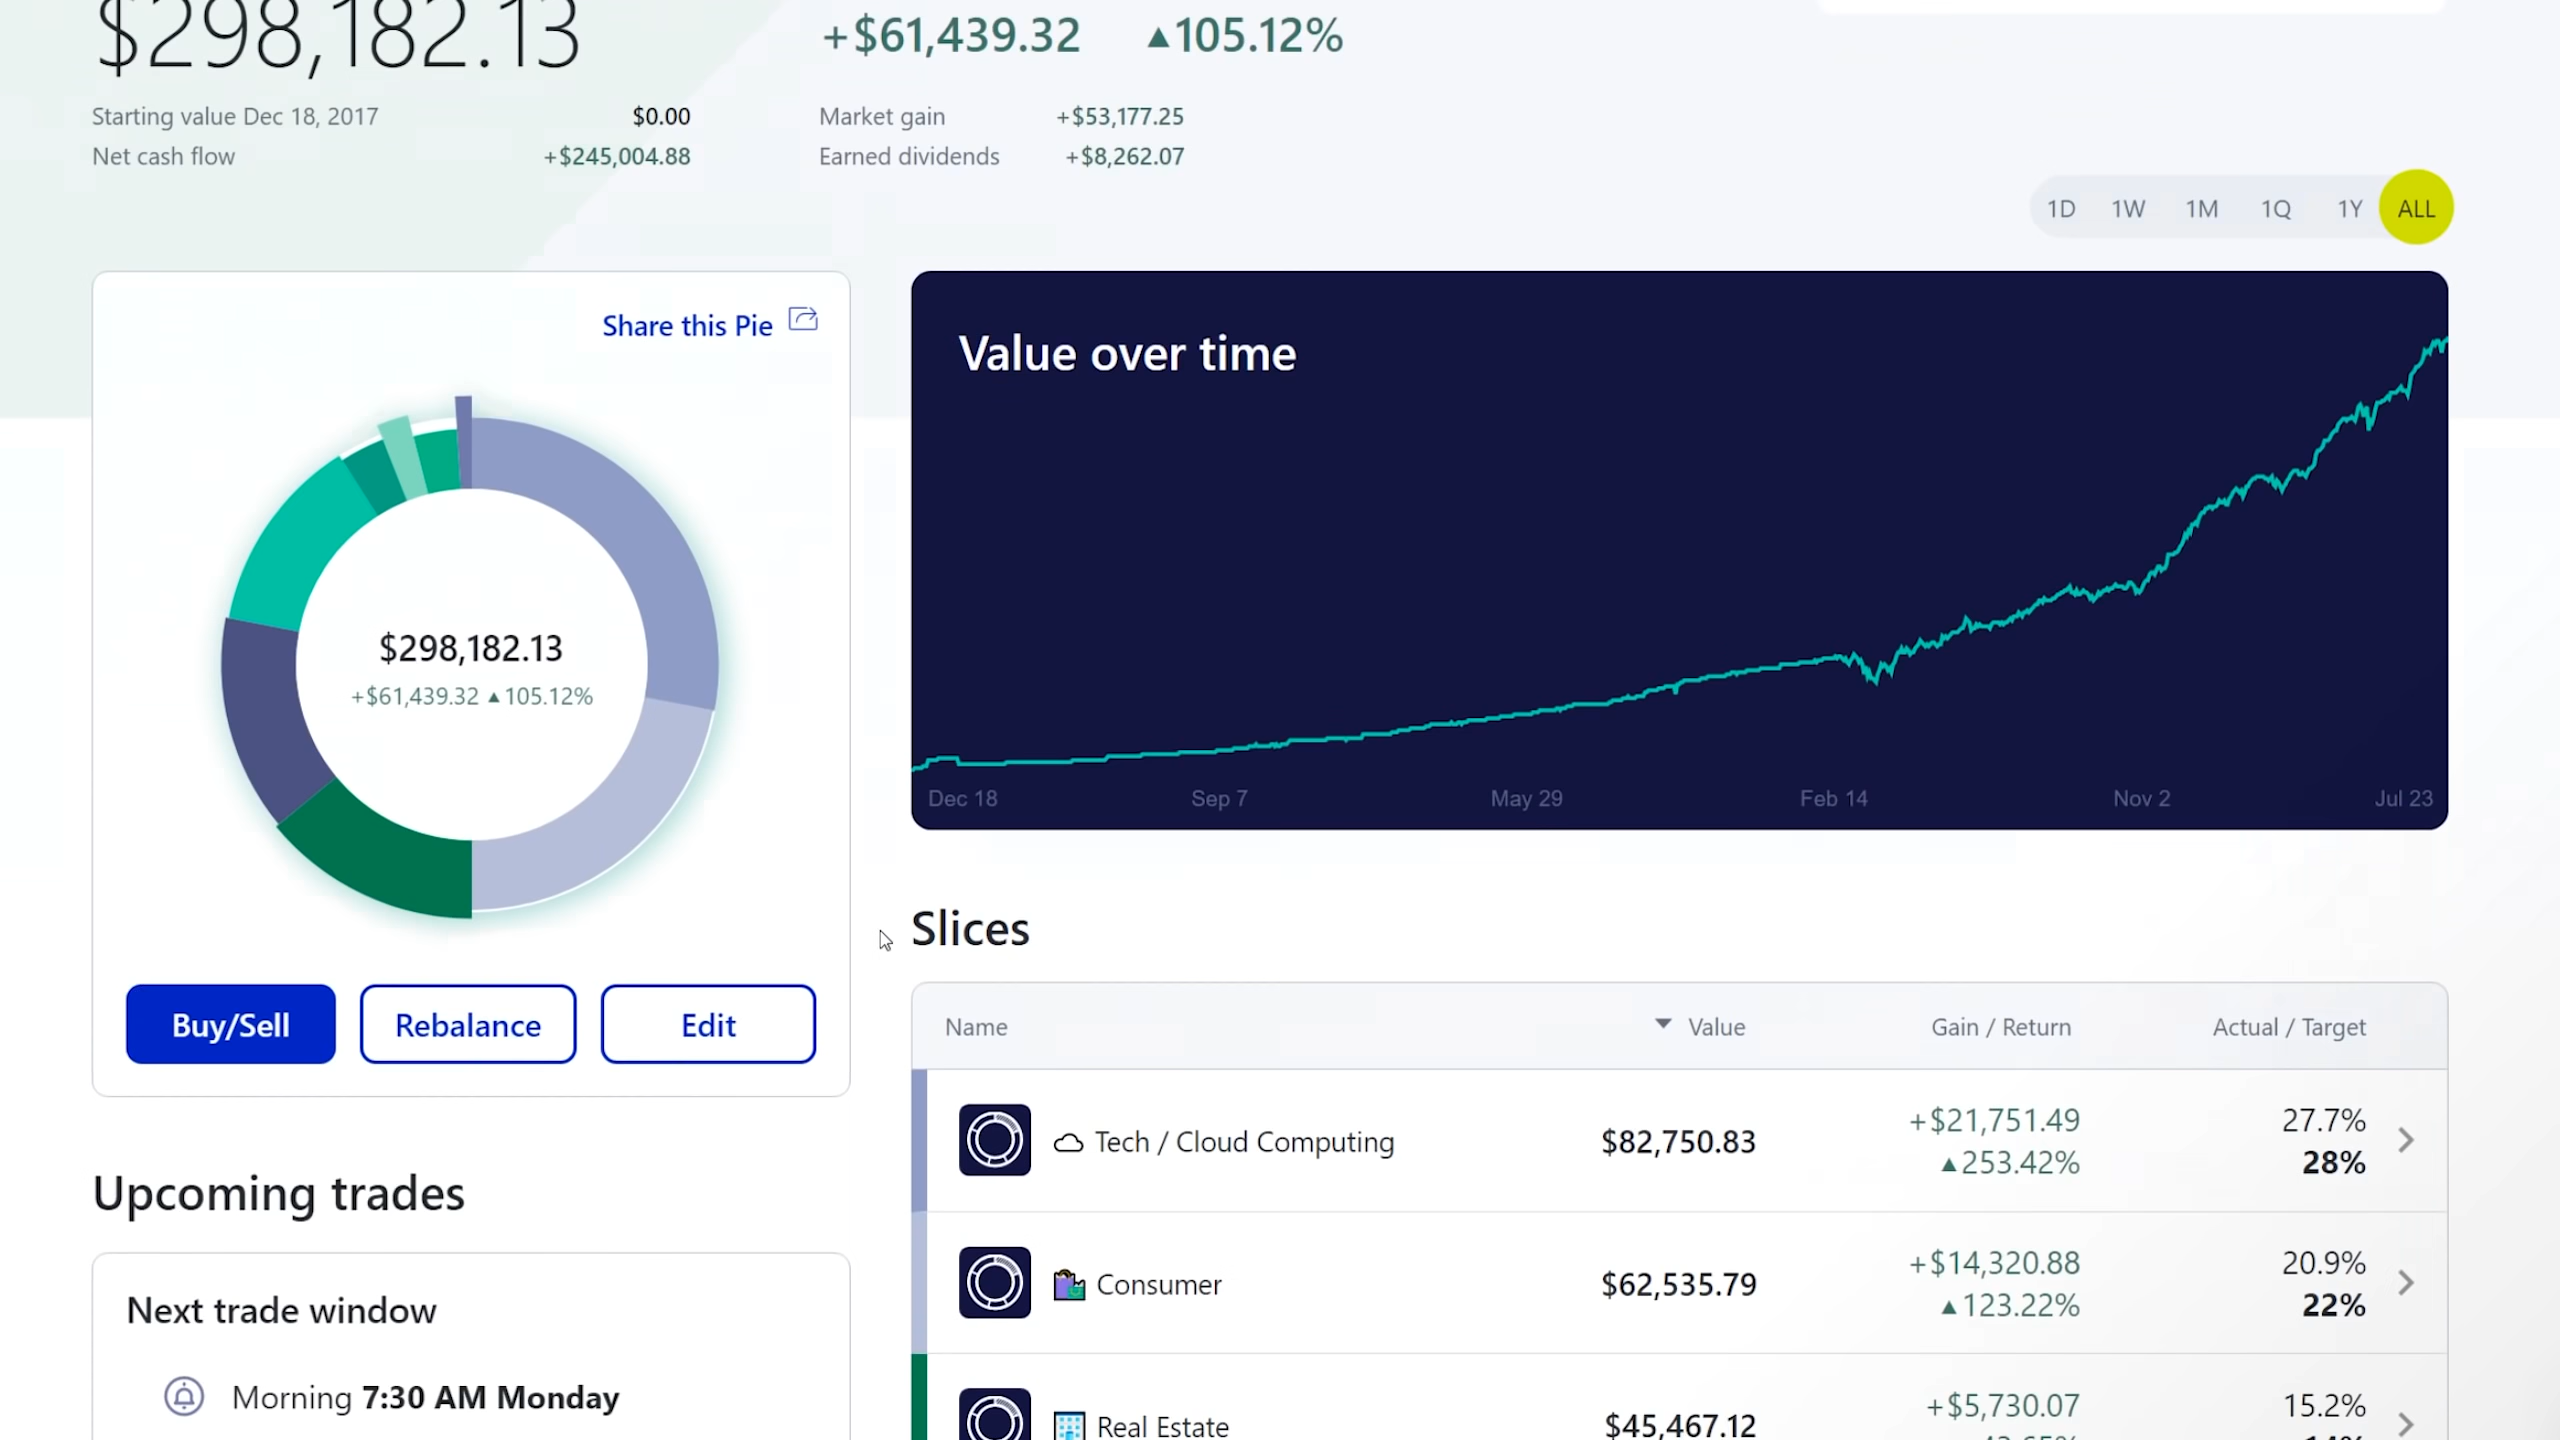 $298,182.13
+$61,439.32 ▲105.12%
Starting value Dec 18, 2017 $0.00
Net cash flow +$245,004.88
Market gain +$53,177.25
Earned dividends +$8,262.07
1D 1W 1M 1Q 1Y ALL
Share this Pie
$298,182.13
+$61,439.32 ▲105.12%
Buy/Sell
Rebalance
Edit
Upcoming trades
Next trade window
Morning 7:30 AM Monday
Value over time
Dec 18 Sep 7 May 29 Feb 14 Nov 2 Jul 23
Slices
Name ▼ Value Gain / Return Actual / Target
Tech / Cloud Computing $82,750.83 +$21,751.49 27.7%
▲253.42% 28%
Consumer $62,535.79 +$14,320.88 20.9%
▲123.22% 22%
Real Estate $45,467.12 +$5,730.07 15.2%